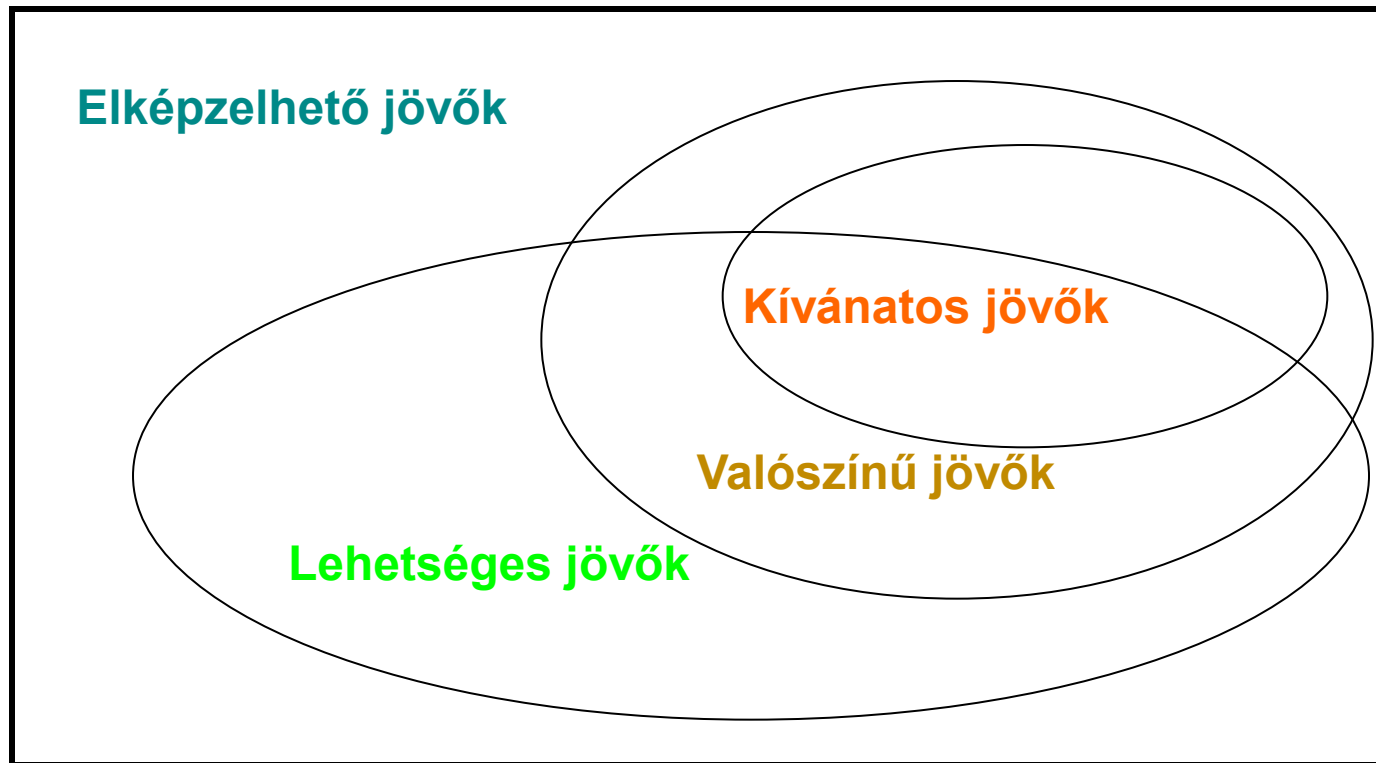 Elképzelhető jövők
Kívánatos jövők
Valószínű jövők
Lehetséges jövők